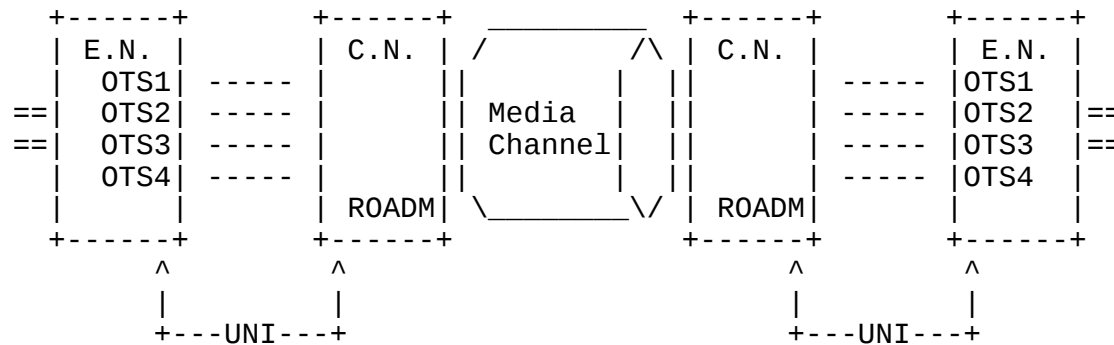 E.N. C.N. C.N. E.N.
OTS1 OTS1
OTS2 Media OTS2
OTS3 Channel OTS3
OTS4 OTS4
ROADM ROADM
UNI UNI